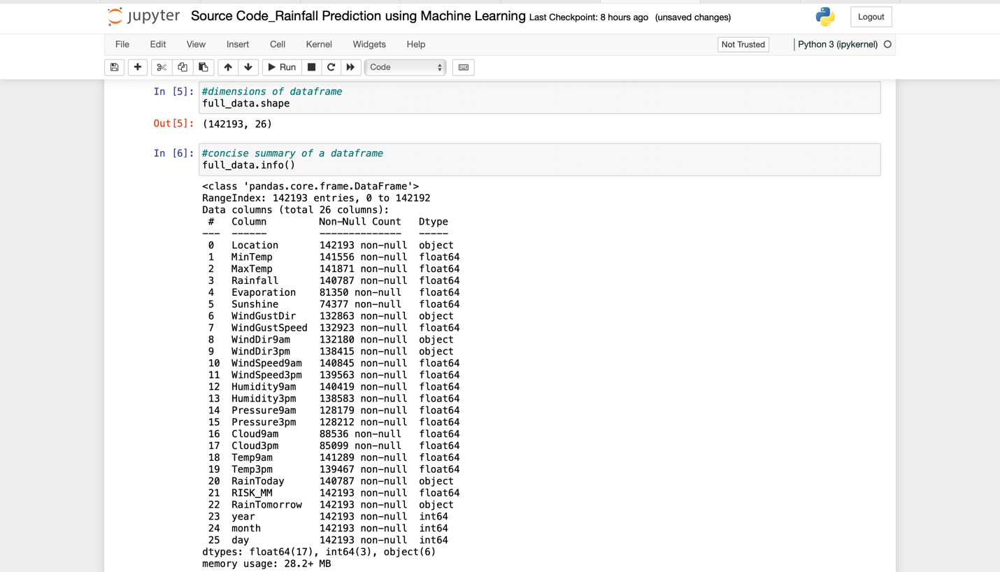 jupyter Source Code_Rainfall Prediction using Machine Learning Last Checkpoint: 8 hours ago (unsaved changes) Logout
File Edit View Insert Cell Kernel Widgets Help Not Trusted Python 3 (ipykernel)
Run Code
In [5]: #dimensions of dataframe
full_data.shape
Out[5]: (142193, 26)
In [6]: #concise summary of a dataframe
full_data.info()
<class 'pandas.core.frame.DataFrame'>
RangeIndex: 142193 entries, 0 to 142192
Data columns (total 26 columns):
 #   Column         Non-Null Count   Dtype
---  ------         --------------   -----
 0   Location       142193 non-null  object
 1   MinTemp        141556 non-null  float64
 2   MaxTemp        141871 non-null  float64
 3   Rainfall       140787 non-null  float64
 4   Evaporation    81350 non-null   float64
 5   Sunshine       74377 non-null   float64
 6   WindGustDir    132863 non-null  object
 7   WindGustSpeed  132923 non-null  float64
 8   WindDir9am     132180 non-null  object
 9   WindDir3pm     138415 non-null  object
 10  WindSpeed9am   140845 non-null  float64
 11  WindSpeed3pm   139563 non-null  float64
 12  Humidity9am    140419 non-null  float64
 13  Humidity3pm    138583 non-null  float64
 14  Pressure9am    128179 non-null  float64
 15  Pressure3pm    128212 non-null  float64
 16  Cloud9am       88536 non-null   float64
 17  Cloud3pm       85099 non-null   float64
 18  Temp9am        141289 non-null  float64
 19  Temp3pm        139467 non-null  float64
 20  RainToday      140787 non-null  object
 21  RISK_MM        142193 non-null  float64
 22  RainTomorrow   142193 non-null  object
 23  year           142193 non-null  int64
 24  month          142193 non-null  int64
 25  day            142193 non-null  int64
dtypes: float64(17), int64(3), object(6)
memory usage: 28.2+ MB